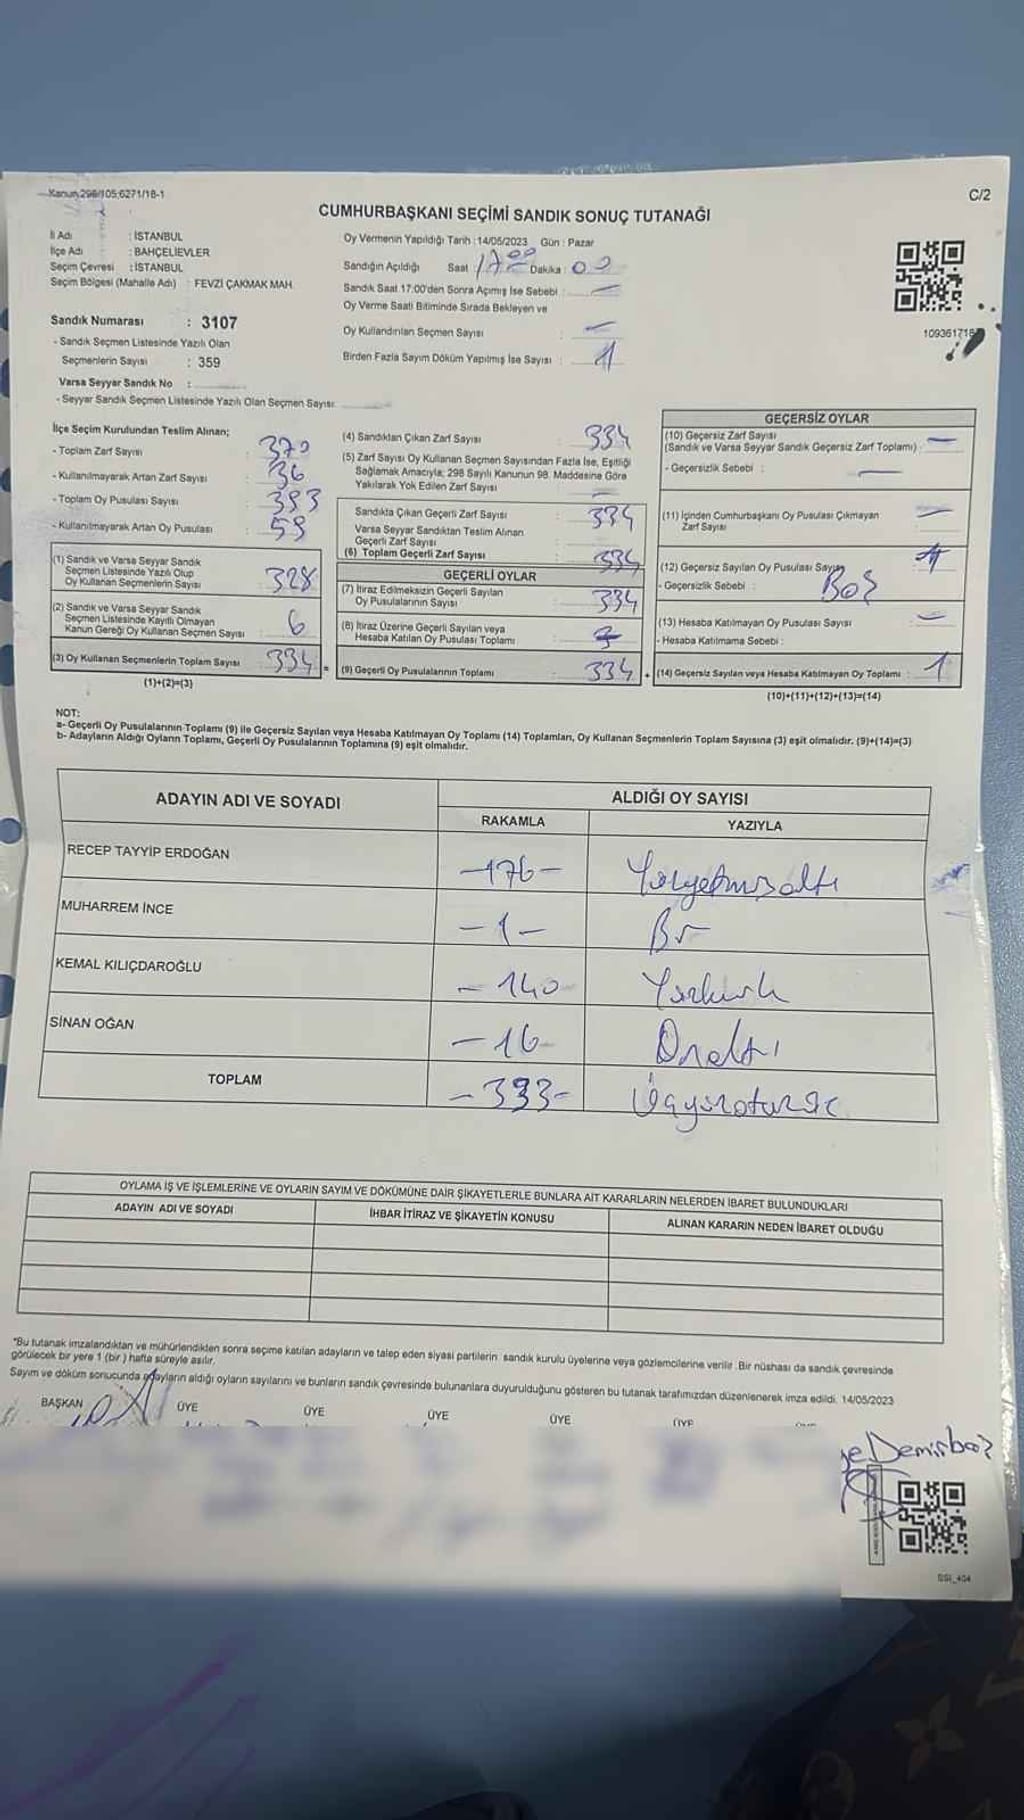 Kanun 298/105;6271/18-1
C/2
CUMHURBAŞKANI SEÇİMİ SANDIK SONUÇ TUTANAĞI
İl Adı : İSTANBUL
İlçe Adı : BAHÇELİEVLER
Seçim Çevresi : İSTANBUL
Seçim Bölgesi (Mahalle Adı) : FEVZİ ÇAKMAK MAH.
Sandık Numarası : 3107
- Sandık Seçmen Listesinde Yazılı Olan
Seçmenlerin Sayısı : 359
Varsa Seyyar Sandık No :
- Seyyar Sandık Seçmen Listesinde Yazılı Olan Seçmen Sayısı:
Oy Vermenin Yapıldığı Tarih : 14/05/2023 Gün : Pazar
Sandığın Açıldığı Saat : 17 00 Dakika : 00
Sandık Saat 17:00'den Sonra Açımış İse Sebebi : —
Oy Verme Saati Bitiminde Sırada Bekleyen ve
Oy Kullandırılan Seçmen Sayısı : —
Birden Fazla Sayım Döküm Yapılmış İse Sayısı : 1
1093617187
İlçe Seçim Kurulundan Teslim Alınan;
- Toplam Zarf Sayısı : 370
- Kullanılmayarak Artan Zarf Sayısı : 36
- Toplam Oy Pusulası Sayısı : 393
- Kullanılmayarak Artan Oy Pusulası : 59
(1) Sandık ve Varsa Seyyar Sandık
Seçmen Listesinde Yazılı Olup
Oy Kullanan Seçmenlerin Sayısı : 328
(2) Sandık ve Varsa Seyyar Sandık
Seçmen Listesinde Kayıtlı Olmayan
Kanun Gereği Oy Kullanan Seçmen Sayısı : 6
(3) Oy Kullanan Seçmenlerin Toplam Sayısı : 334 =
(1)+(2)=(3)
(4) Sandıktan Çıkan Zarf Sayısı : 334
(5) Zarf Sayısı Oy Kullanan Seçmen Sayısından Fazla İse, Eşitliği
Sağlamak Amacıyla; 298 Sayılı Kanunun 98. Maddesine Göre
Yakılarak Yok Edilen Zarf Sayısı : —
Sandıkta Çıkan Geçerli Zarf Sayısı : 334
Varsa Seyyar Sandıktan Teslim Alınan
Geçerli Zarf Sayısı :
(6) Toplam Geçerli Zarf Sayısı : 334
GEÇERLİ OYLAR
(7) İtiraz Edilmeksizin Geçerli Sayılan
Oy Pusulalarının Sayısı : 334
(8) İtiraz Üzerine Geçerli Sayılan veya
Hesaba Katılan Oy Pusulası Toplamı :
(9) Geçerli Oy Pusulalarının Toplamı : 334 +
GEÇERSİZ OYLAR
(10) Geçersiz Zarf Sayısı
(Sandık ve Varsa Seyyar Sandık Geçersiz Zarf Toplamı) : —
- Geçersizlik Sebebi : —
(11) İçinden Cumhurbaşkanı Oy Pusulası Çıkmayan
Zarf Sayısı : —
(12) Geçersiz Sayılan Oy Pusulası Sayısı 1
- Geçersizlik Sebebi : Boş
(13) Hesaba Katılmayan Oy Pusulası Sayısı : —
- Hesaba Katılmama Sebebi :
(14) Geçersiz Sayılan veya Hesaba Katılmayan Oy Toplamı : 1
(10)+(11)+(12)+(13)=(14)
NOT:
a- Geçerli Oy Pusulalarının Toplamı (9) ile Geçersiz Sayılan veya Hesaba Katılmayan Oy Toplamı (14) Toplamları, Oy Kullanan Seçmenlerin Toplam Sayısına (3) eşit olmalıdır. (9)+(14)=(3)
b- Adayların Aldığı Oyların Toplamı, Geçerli Oy Pusulalarının Toplamına (9) eşit olmalıdır.
ADAYIN ADI VE SOYADI
ALDIĞI OY SAYISI
RAKAMLA
YAZIYLA
RECEP TAYYİP ERDOĞAN -176- Yüzyetmişaltı
MUHARREM İNCE -1- Bir
KEMAL KILIÇDAROĞLU -140- Yüzkırk
SİNAN OĞAN -16- Onaltı
TOPLAM -333- Üçyüzotuzüç
OYLAMA İŞ VE İŞLEMLERİNE VE OYLARIN SAYIM VE DÖKÜMÜNE DAİR ŞİKAYETLERLE BUNLARA AİT KARARLARIN NELERDEN İBARET BULUNDUKLARI
ADAYIN ADI VE SOYADI
İHBAR İTİRAZ VE ŞİKAYETİN KONUSU
ALINAN KARARIN NEDEN İBARET OLDUĞU
*Bu tutanak imzalandıktan ve mühürlendikten sonra seçime katılan adayların ve talep eden siyasi partilerin sandık kurulu üyelerine veya gözlemcilerine verilir. Bir nüshası da sandık çevresinde
görülecek bir yere 1 (bir) hafta süreyle asılır.
Sayım ve döküm sonucunda adayların aldığı oyların sayılarını ve bunların sandık çevresinde bulunanlara duyurulduğunu gösteren bu tutanak tarafımızdan düzenlenerek imza edildi. 14/05/2023
BAŞKAN ÜYE ÜYE ÜYE ÜYE ÜYE
SSI_404